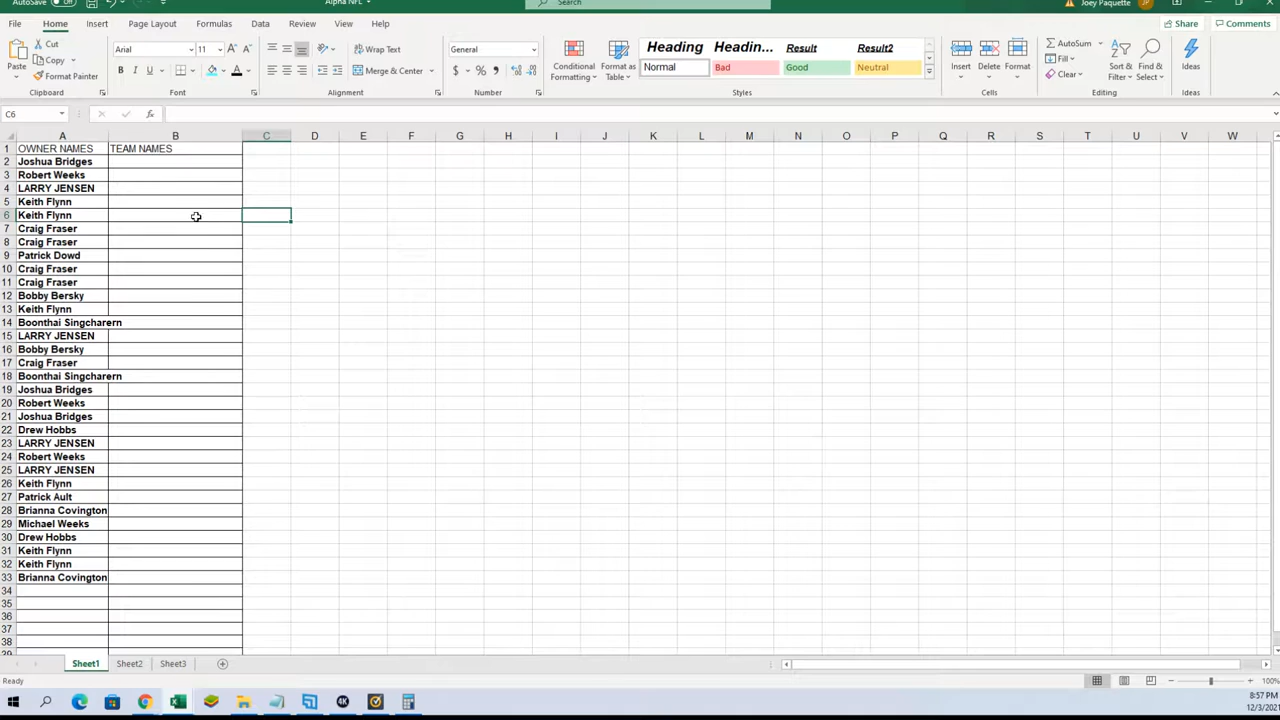 AutoSave Off Alpha NFL Search Joey Paquette JP
File Home Insert Page Layout Formulas Data Review View Help Share Comments
Paste Cut Copy Format Painter Clipboard
Arial 11 B I U A Font
Wrap Text Merge & Center Alignment
General $ % , Number
Conditional Formatting Format as Table
Heading Headin... Result Result2
Normal Bad Good Neutral
Styles
Insert Delete Format Cells
AutoSum Fill Clear Sort & Filter Find & Select Editing
Ideas Ideas
C6 fx
A B C D E F G H I J K L M N O P Q R S T U V W
1 OWNER NAMES TEAM NAMES
2 Joshua Bridges
3 Robert Weeks
4 LARRY JENSEN
5 Keith Flynn
6 Keith Flynn
7 Craig Fraser
8 Craig Fraser
9 Patrick Dowd
10 Craig Fraser
11 Craig Fraser
12 Bobby Bersky
13 Keith Flynn
14 Boonthai Singcharern
15 LARRY JENSEN
16 Bobby Bersky
17 Craig Fraser
18 Boonthai Singcharern
19 Joshua Bridges
20 Robert Weeks
21 Joshua Bridges
22 Drew Hobbs
23 LARRY JENSEN
24 Robert Weeks
25 LARRY JENSEN
26 Keith Flynn
27 Patrick Ault
28 Brianna Covington
29 Michael Weeks
30 Drew Hobbs
31 Keith Flynn
32 Keith Flynn
33 Brianna Covington
34
35
36
37
38
39
Sheet1 Sheet2 Sheet3
Ready 100%
4K
8:57 PM
12/3/2021